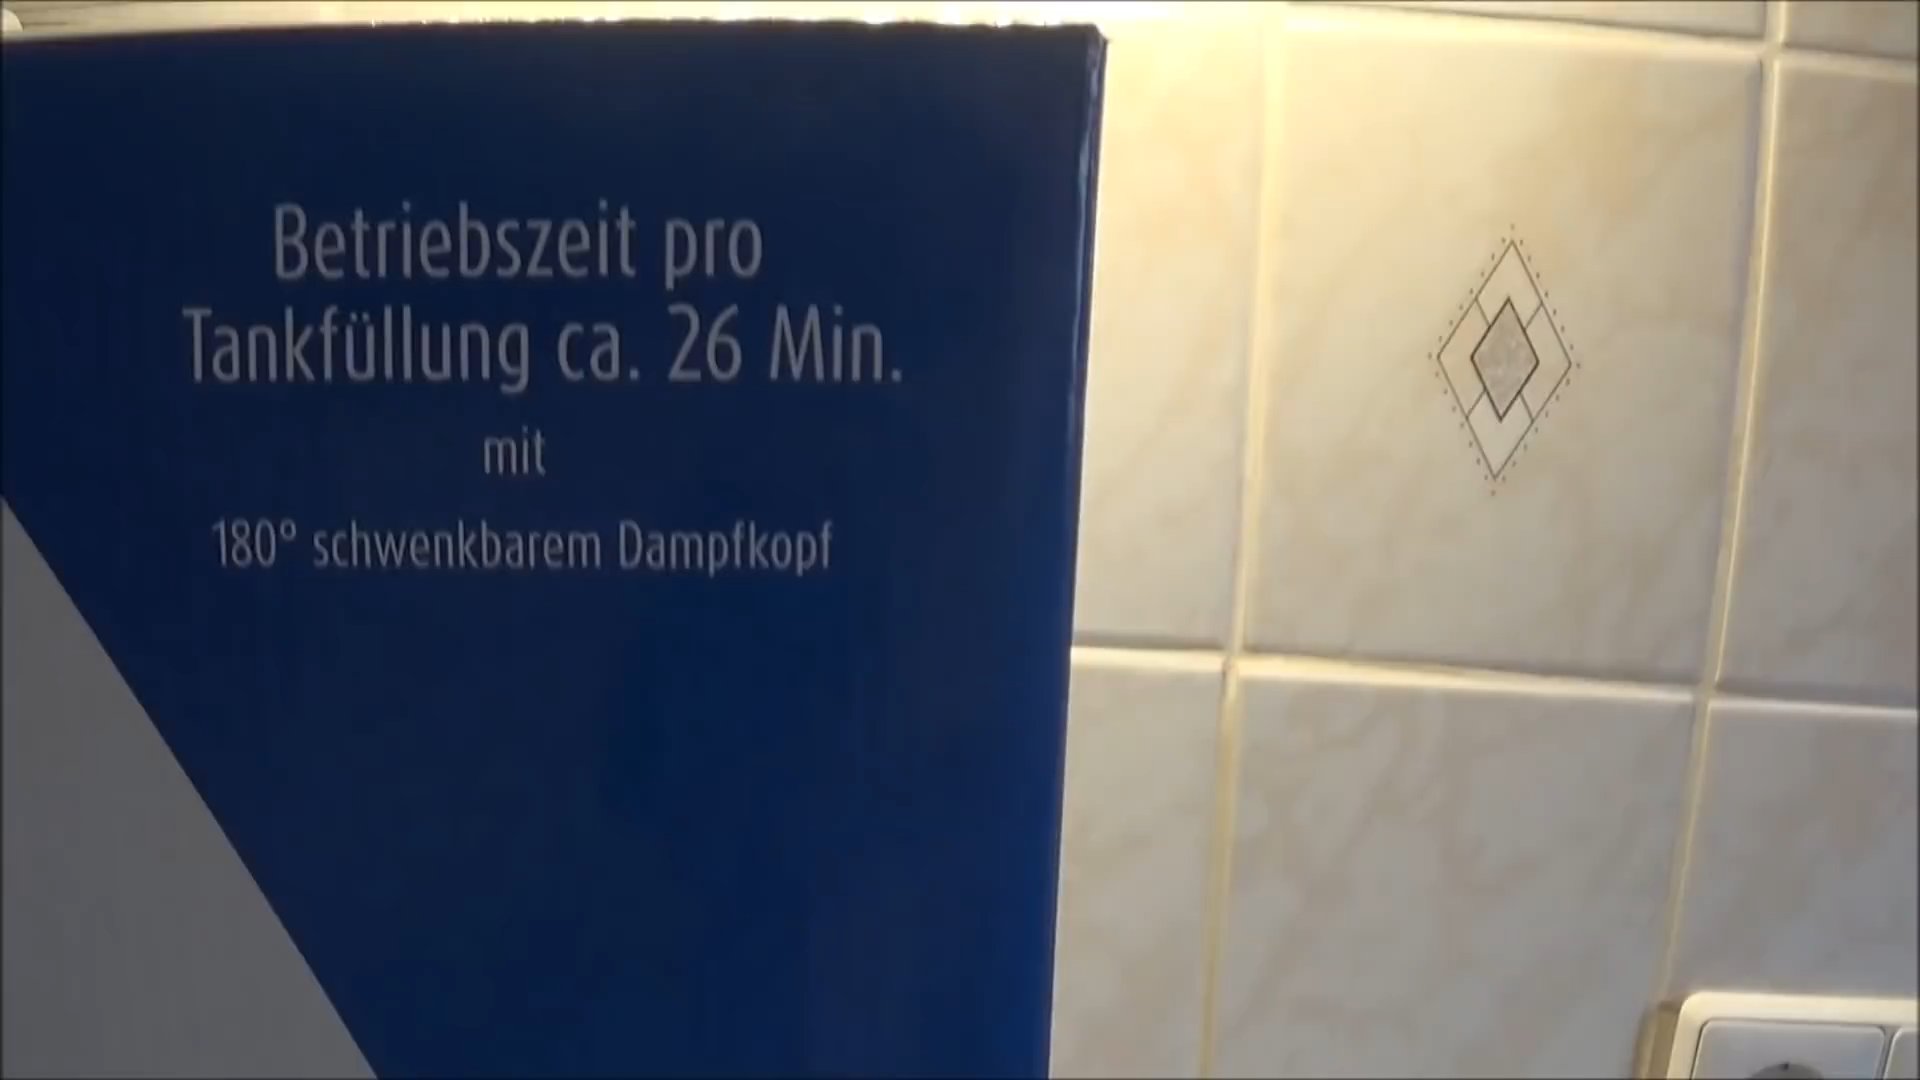 Betriebszeit pro
Tankfüllung ca. 26 Min.
mit
180° schwenkbarem Dampfkopf